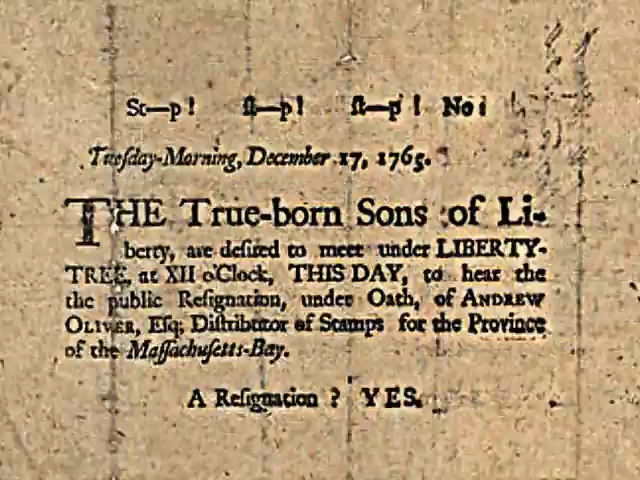 St—p! ſt—p! ſt—p! No:
Tueſday-Morning, December 17, 1765.
THE True-born Sons of Li-
berty, are deſired to meet under LIBERTY-
TREE, at XII o'Clock, THIS DAY, to hear the
the public Reſignation, under Oath, of ANDREW
OLIVER, Eſq; Diſtributor of Stamps for the Province
of the Maſſachuſetts-Bay.
A Reſignation ? YES.